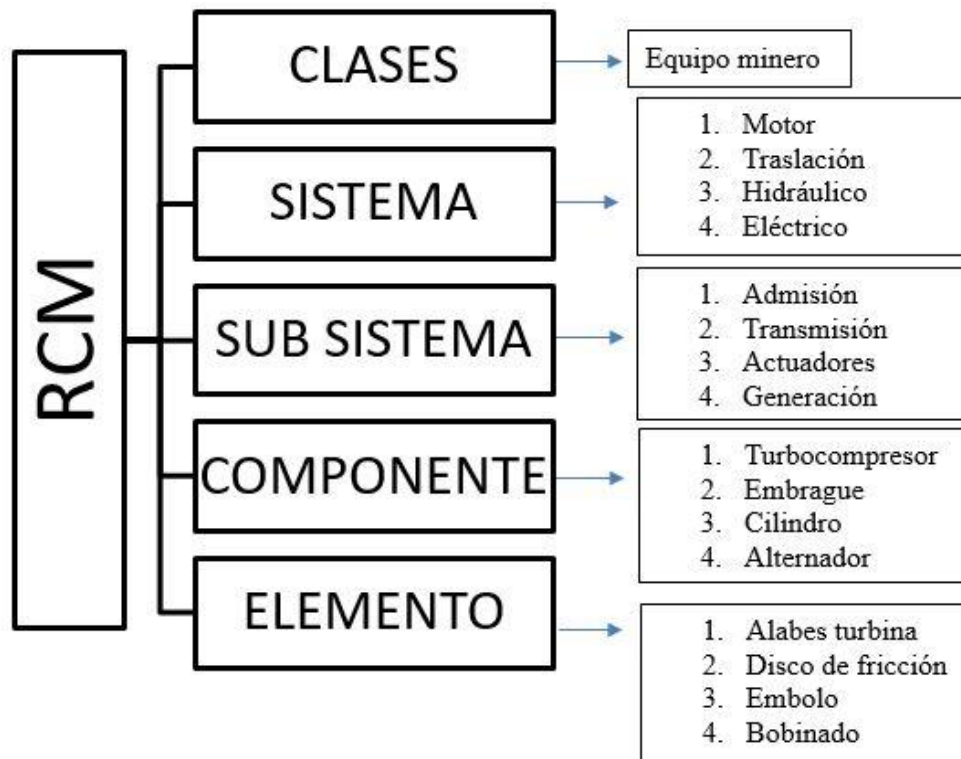 RCM
CLASES
Equipo minero
SISTEMA
1. Motor
2. Traslación
3. Hidráulico
4. Eléctrico
SUB SISTEMA
1. Admisión
2. Transmisión
3. Actuadores
4. Generación
COMPONENTE
1. Turbocompresor
2. Embrague
3. Cilindro
4. Alternador
ELEMENTO
1. Alabes turbina
2. Disco de fricción
3. Embolo
4. Bobinado